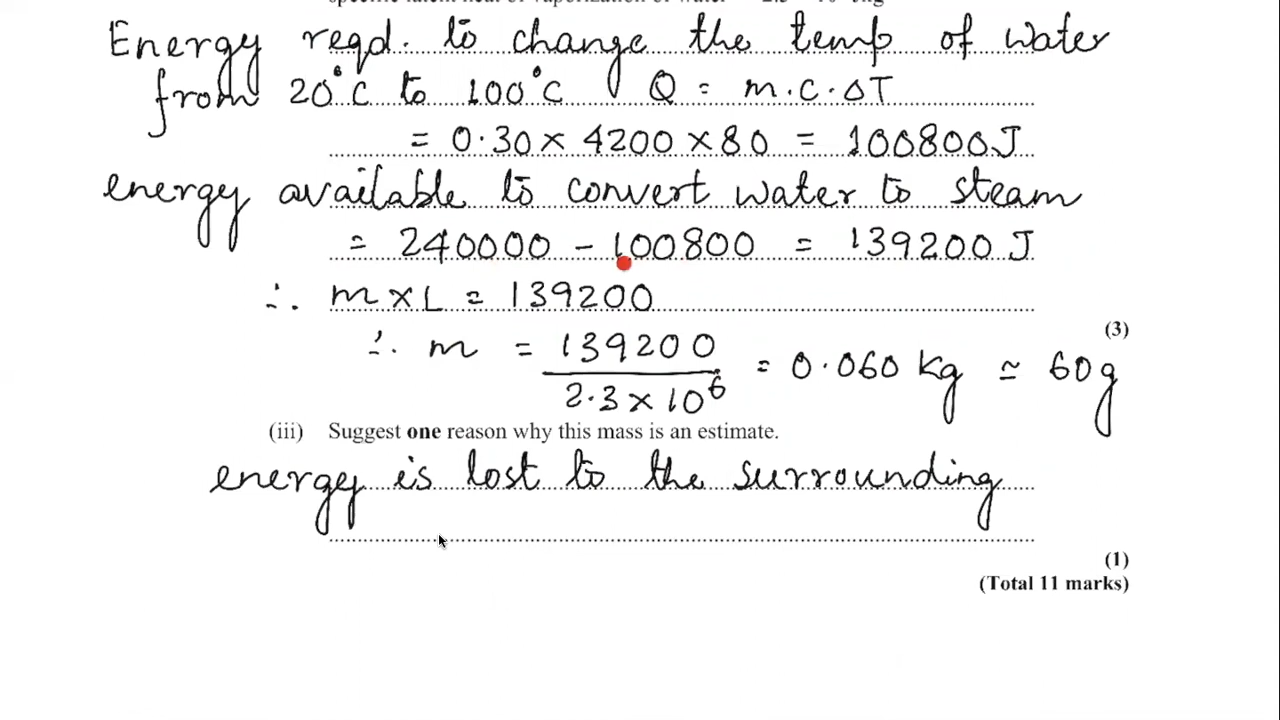 Energy reqd. to change the temp of water
from 20°C to 100°C Q = m.c.ΔT
= 0.30 × 4200 × 80 = 100800J
energy available to convert water to steam
= 240000 - 100800 = 139200 J
∴ m×L = 139200
(3)
∴ m = 139200 / 2.3 × 10⁶ = 0.060 kg ≃ 60g
(iii) Suggest one reason why this mass is an estimate.
energy is lost to the surrounding
(1)
(Total 11 marks)